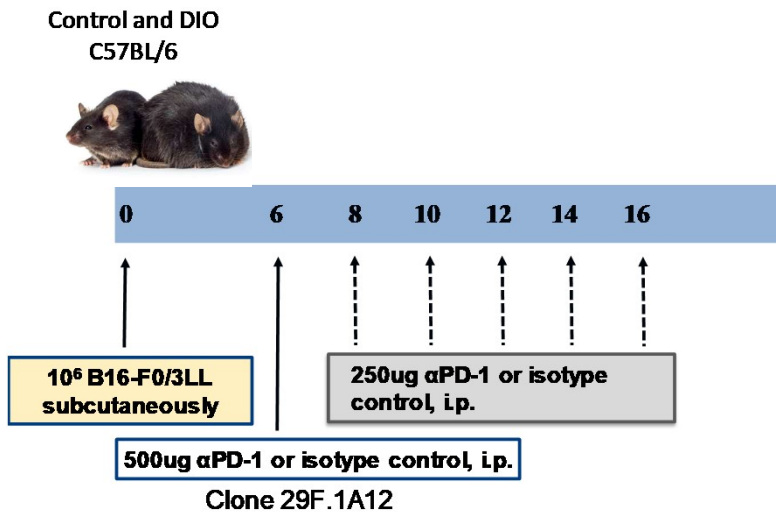 Control and DIO
C57BL/6
0 6 8 10 12 14 16
10⁶ B16-F0/3LL
subcutaneously
250ug αPD-1 or isotype
control, i.p.
500ug αPD-1 or isotype control, i.p.
Clone 29F.1A12